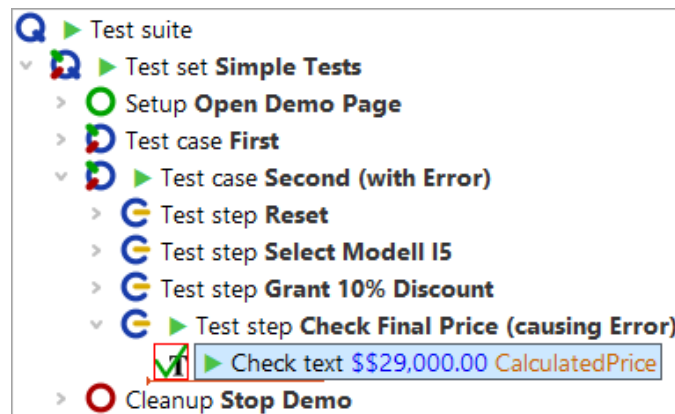 Test suite
Test set Simple Tests
Setup Open Demo Page
Test case First
Test case Second (with Error)
Test step Reset
Test step Select Modell I5
Test step Grant 10% Discount
Test step Check Final Price (causing Error)
Check text $$29,000.00 CalculatedPrice
Cleanup Stop Demo